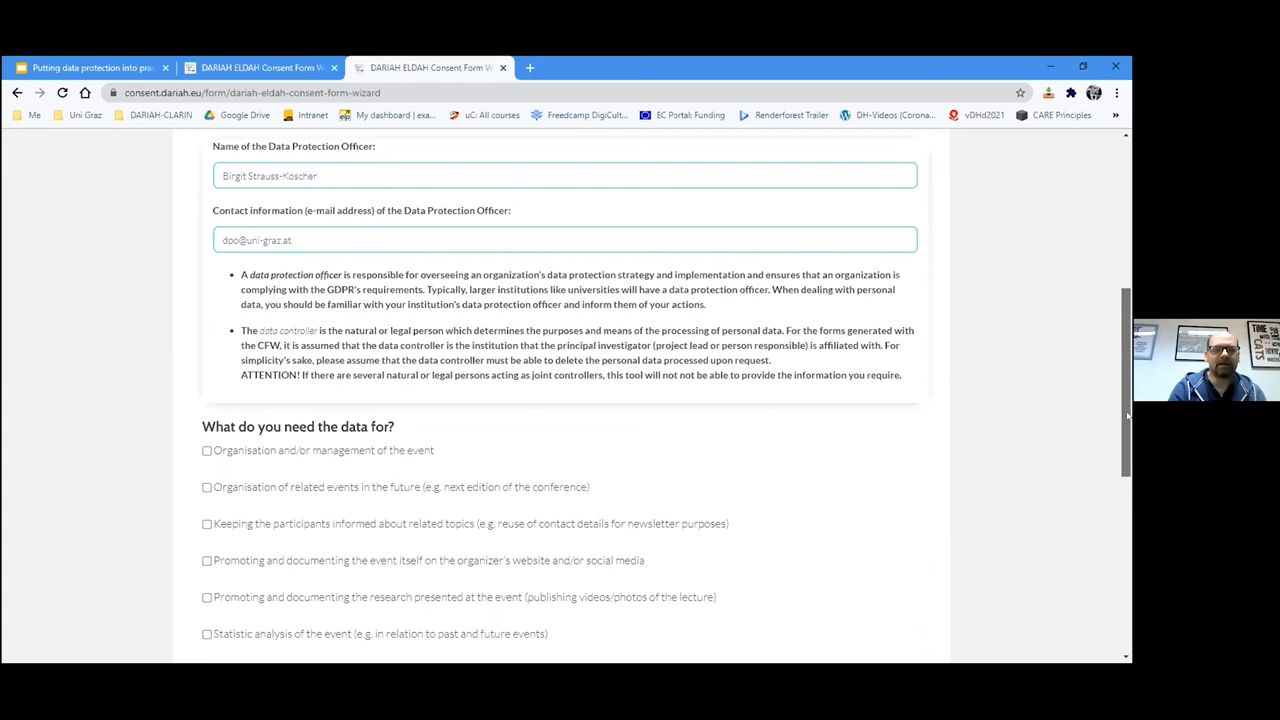 Putting data protection into prac
DARIAH ELDAH Consent Form W
DARIAH ELDAH Consent Form W
consent.dariah.eu/form/dariah-eldah-consent-form-wizard
Me
Uni Graz
DARIAH-CLARIN
Google Drive
Intranet
My dashboard | exa...
uC: All courses
Freedcamp DigiCult...
EC Portal: Funding
Renderforest Trailer
DH-Videos (Corona...
vDHd2021
CARE Principles
Name of the Data Protection Officer:
Birgit Strauss-Koscher
Contact information (e-mail address) of the Data Protection Officer:
dpo@uni-graz.at
A data protection officer is responsible for overseeing an organization's data protection strategy and implementation and ensures that an organization is
complying with the GDPR's requirements. Typically, larger institutions like universities will have a data protection officer. When dealing with personal
data, you should be familiar with your institution's data protection officer and inform them of your actions.
The data controller is the natural or legal person which determines the purposes and means of the processing of personal data. For the forms generated with
the CFW, it is assumed that the data controller is the institution that the principal investigator (project lead or person responsible) is affiliated with. For
simplicity's sake, please assume that the data controller must be able to delete the personal data processed upon request.
ATTENTION! If there are several natural or legal persons acting as joint controllers, this tool will not not be able to provide the information you require.
What do you need the data for?
Organisation and/or management of the event
Organisation of related events in the future (e.g. next edition of the conference)
Keeping the participants informed about related topics (e.g. reuse of contact details for newsletter purposes)
Promoting and documenting the event itself on the organizer's website and/or social media
Promoting and documenting the research presented at the event (publishing videos/photos of the lecture)
Statistic analysis of the event (e.g. in relation to past and future events)
TIME
CATS